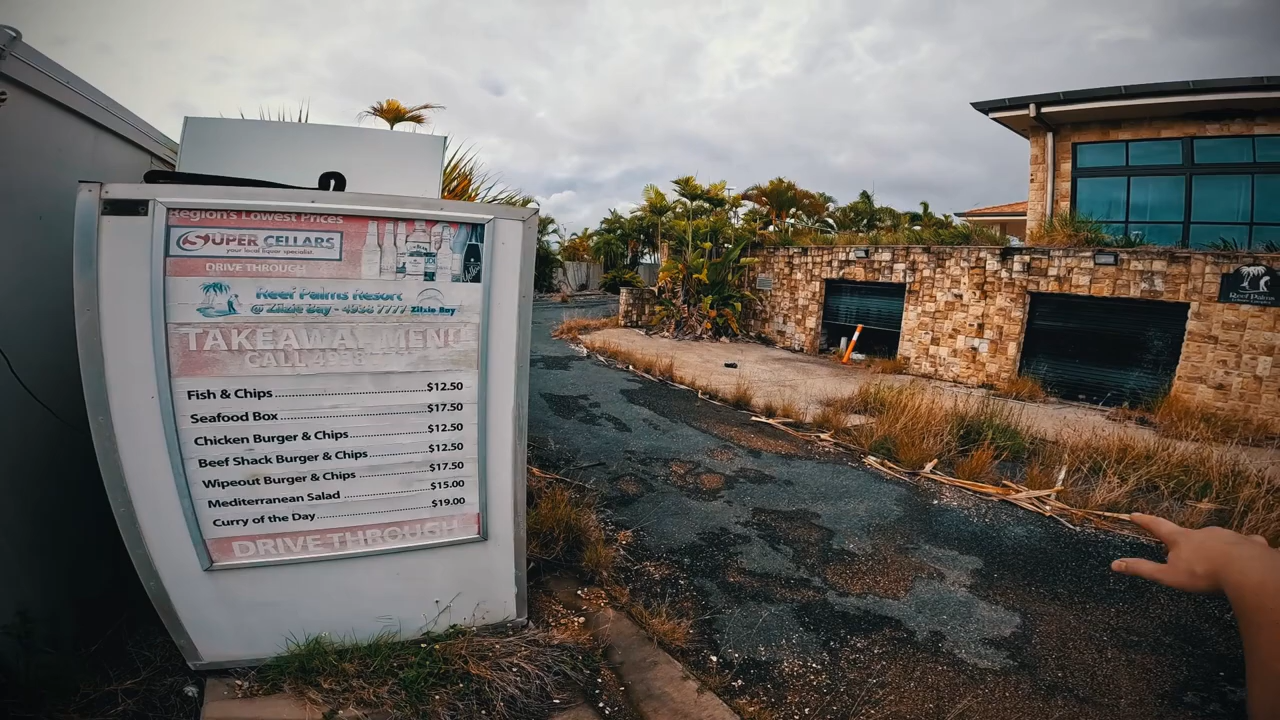 Region's Lowest Prices
SUPER CELLARS
your local liquor specialist.
DRIVE THROUGH
Reef Palms Resort
@ Zilzie Bay - 4938 7777 Zilzie Bay
TAKEAWAY MENU
CALL 4938
Fish & Chips $12.50
Seafood Box $17.50
Chicken Burger & Chips $12.50
Beef Shack Burger & Chips $12.50
Wipeout Burger & Chips $17.50
Mediterranean Salad $15.00
Curry of the Day $19.00
DRIVE THROUGH
Reef Palms